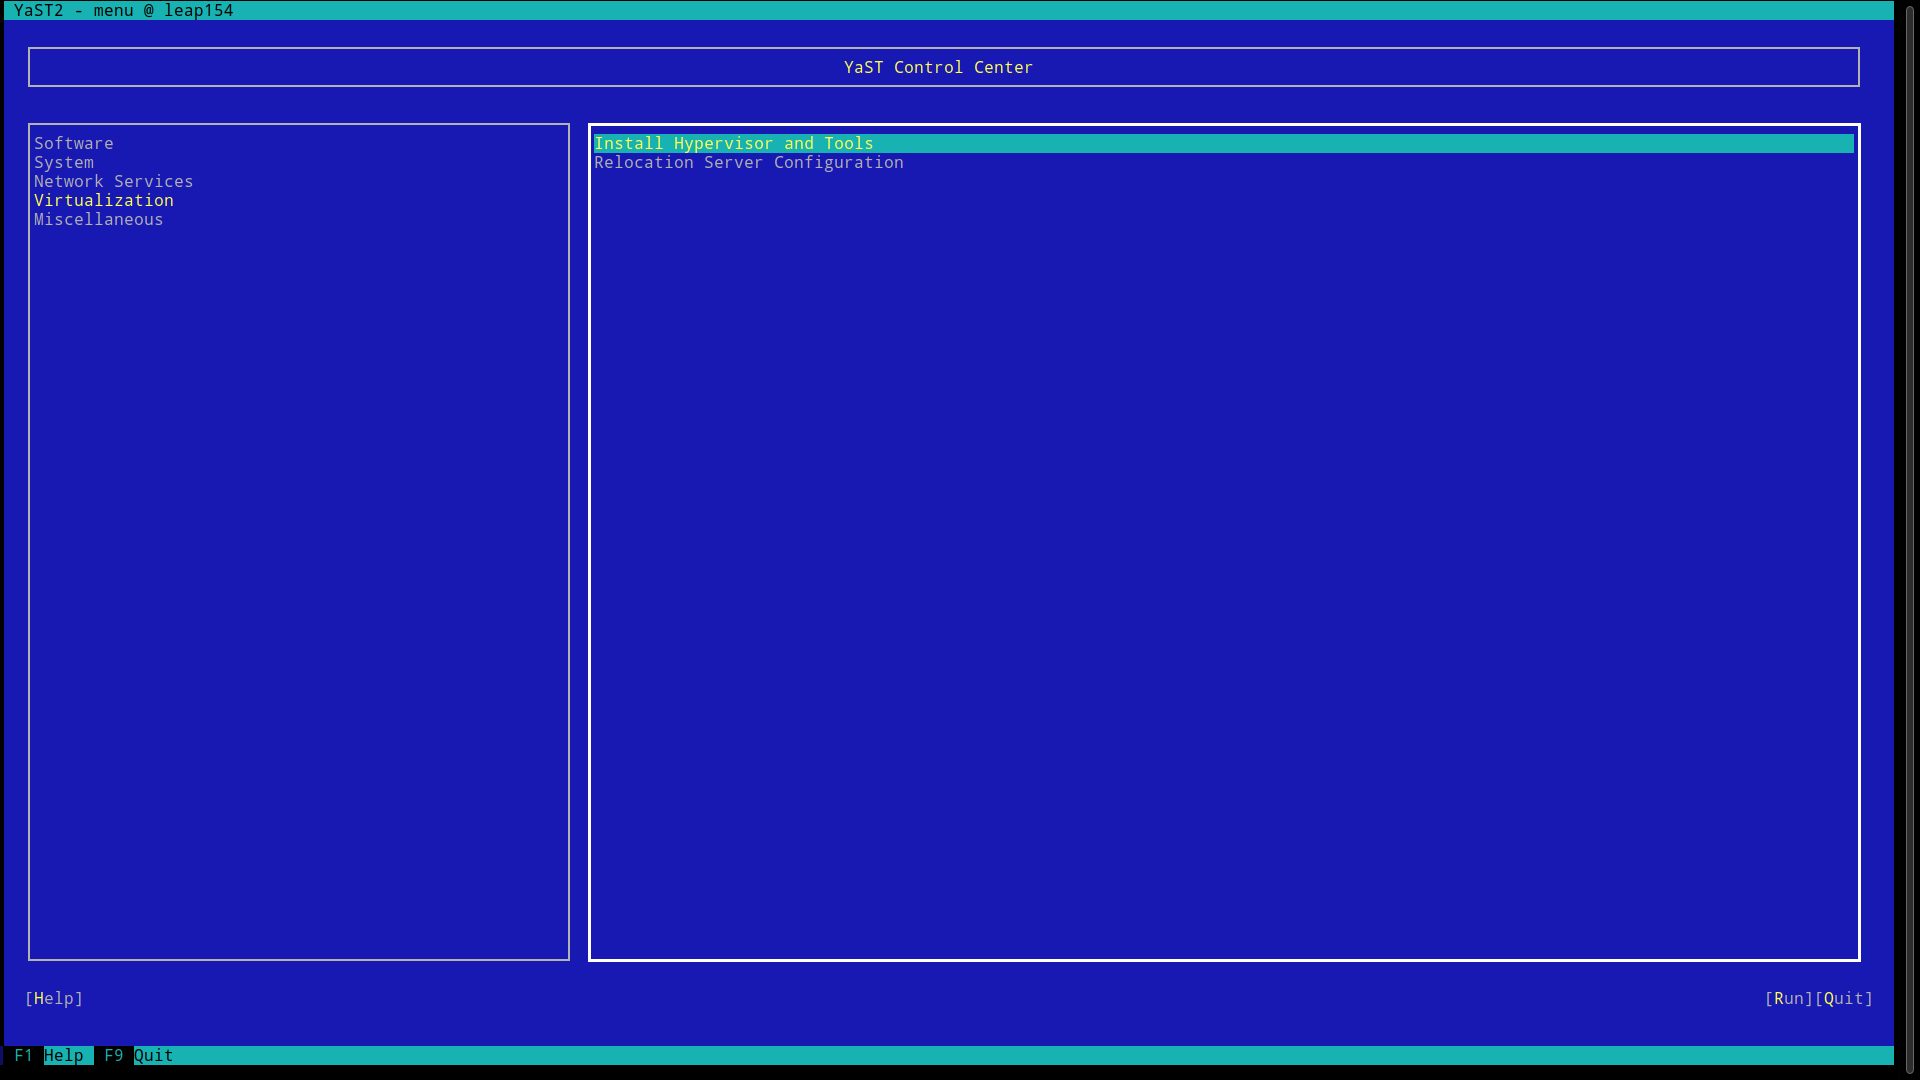 YaST2 - menu @ leap154
YaST Control Center
Software
System
Network Services
Virtualization
Miscellaneous
Install Hypervisor and Tools
Relocation Server Configuration
[Help]
[Run][Quit]
F1 Help F9 Quit